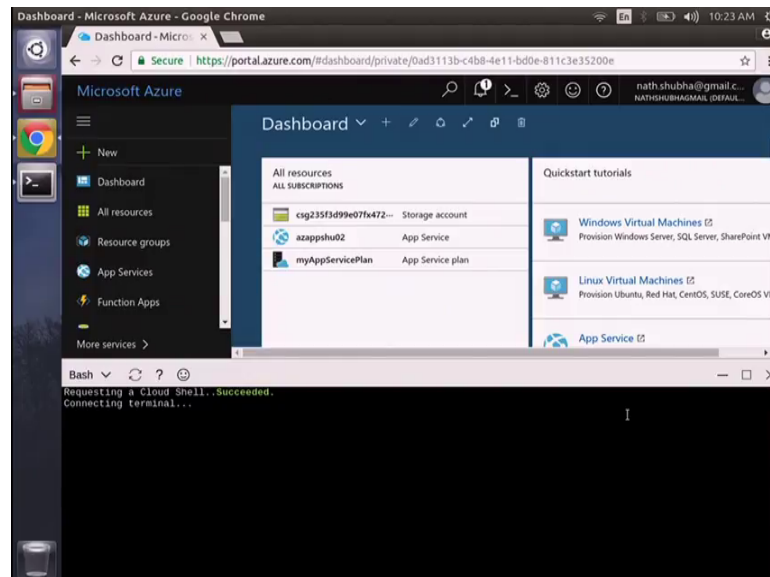 Dashboard - Microsoft Azure - Google Chrome
En
10:23 AM
Dashboard - Micros
Secure
https://portal.azure.com/#dashboard/private/0ad3113b-c4b8-4e11-bd0e-811c3e35200e
Microsoft Azure
1
nath.shubha@gmail.c...
NATHSHUBHAGMAIL (DEFAUL...
Dashboard
New
Dashboard
All resources
Resource groups
App Services
Function Apps
More services
All resources
ALL SUBSCRIPTIONS
csg235f3d99e07fx472... Storage account
azappshu02 App Service
myAppServicePlan App Service plan
Quickstart tutorials
Windows Virtual Machines
Provision Windows Server, SQL Server, SharePoint
Linux Virtual Machines
Provision Ubuntu, Red Hat, CentOS, SUSE, CoreOS
App Service
Bash
Requesting a Cloud Shell..Succeeded.
Connecting terminal...